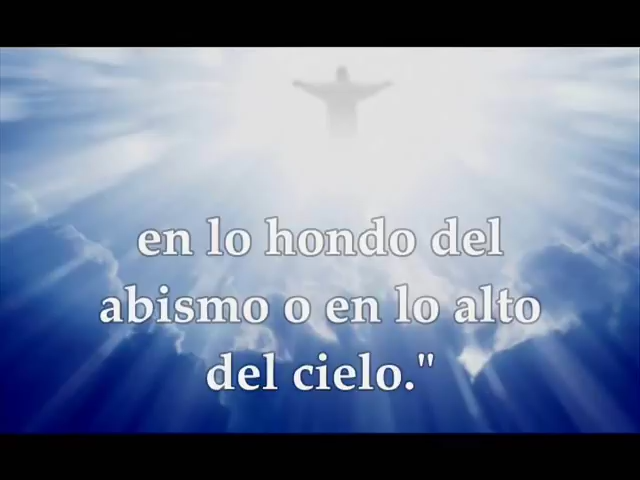 en lo hondo del
abismo o en lo alto
del cielo."